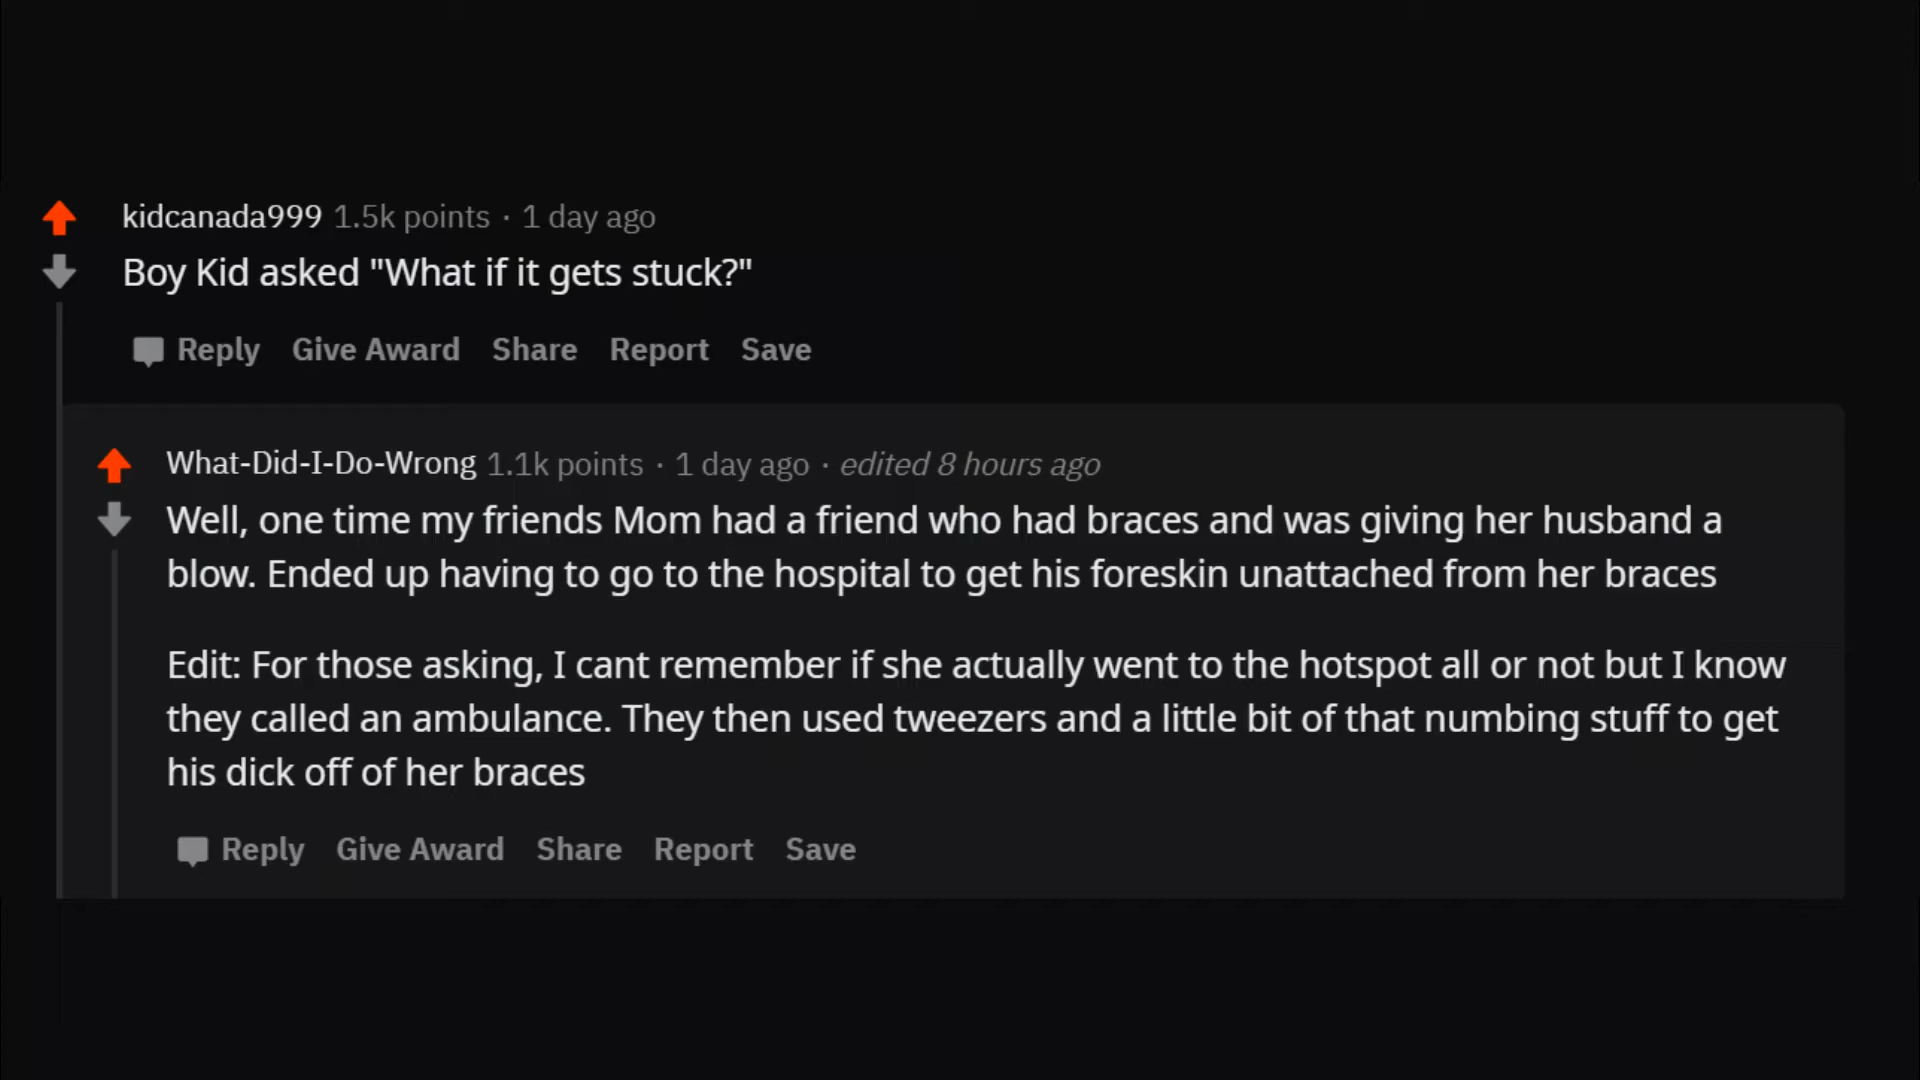 kidcanada999 1.5k points · 1 day ago
Boy Kid asked "What if it gets stuck?"
Reply Give Award Share Report Save
What-Did-I-Do-Wrong 1.1k points · 1 day ago · edited 8 hours ago
Well, one time my friends Mom had a friend who had braces and was giving her husband a
blow. Ended up having to go to the hospital to get his foreskin unattached from her braces
Edit: For those asking, I cant remember if she actually went to the hotspot all or not but I know
they called an ambulance. They then used tweezers and a little bit of that numbing stuff to get
his dick off of her braces
Reply Give Award Share Report Save